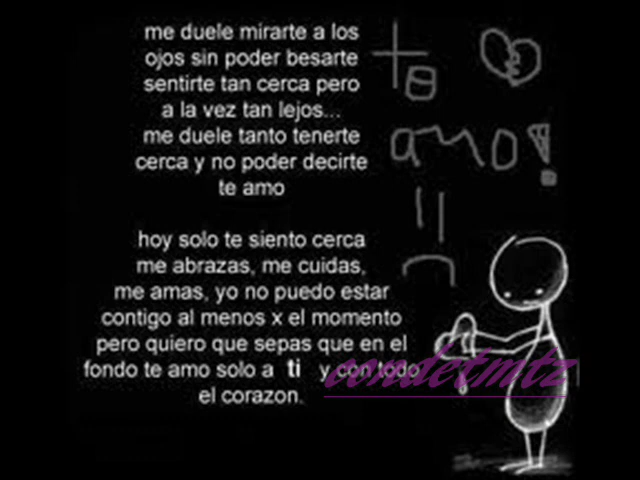 me duele mirarte a los
ojos sin poder besarte
sentirte tan cerca pero
a la vez tan lejos...
me duele tanto tenerte
cerca y no poder decirte
te amo
te
amo!
hoy solo te siento cerca
me abrazas, me cuidas,
me amas, yo no puedo estar
contigo al menos x el momento
pero quiero que sepas que en el
fondo te amo solo a ti y con todo
el corazon.
condetmtz